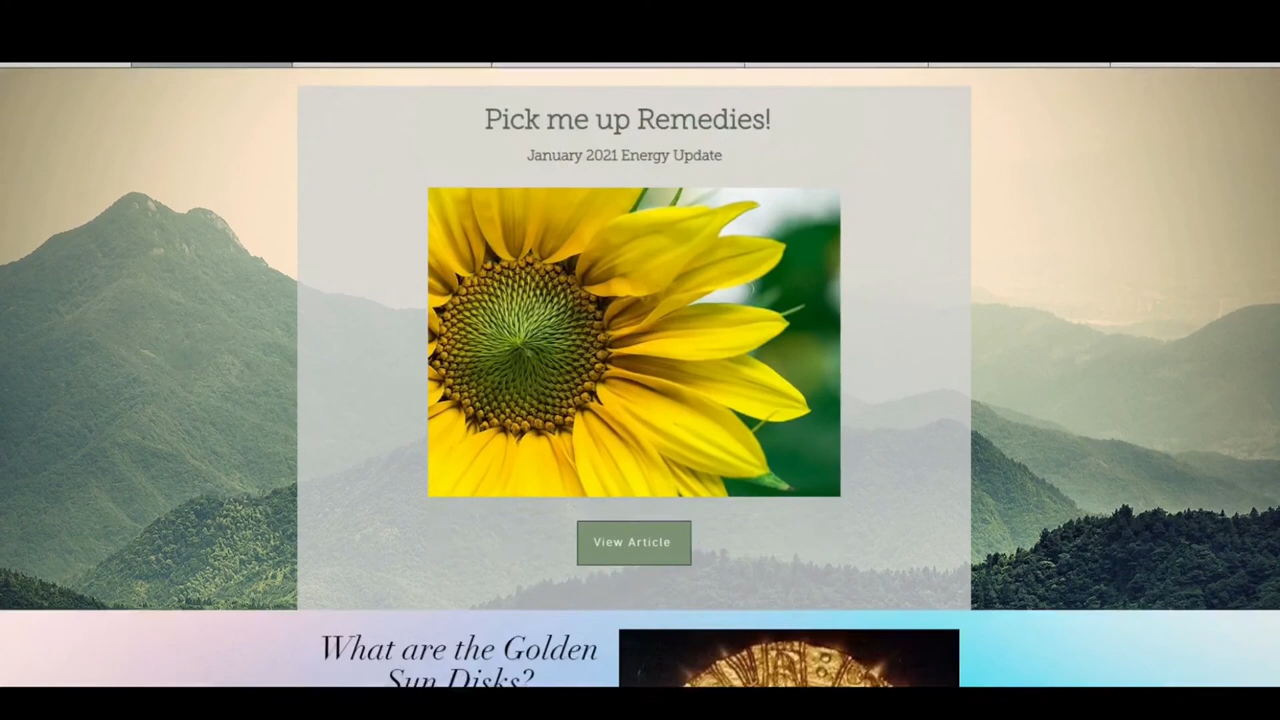 Pick me up Remedies!
January 2021 Energy Update
View Article
What are the Golden
Sun Disks?